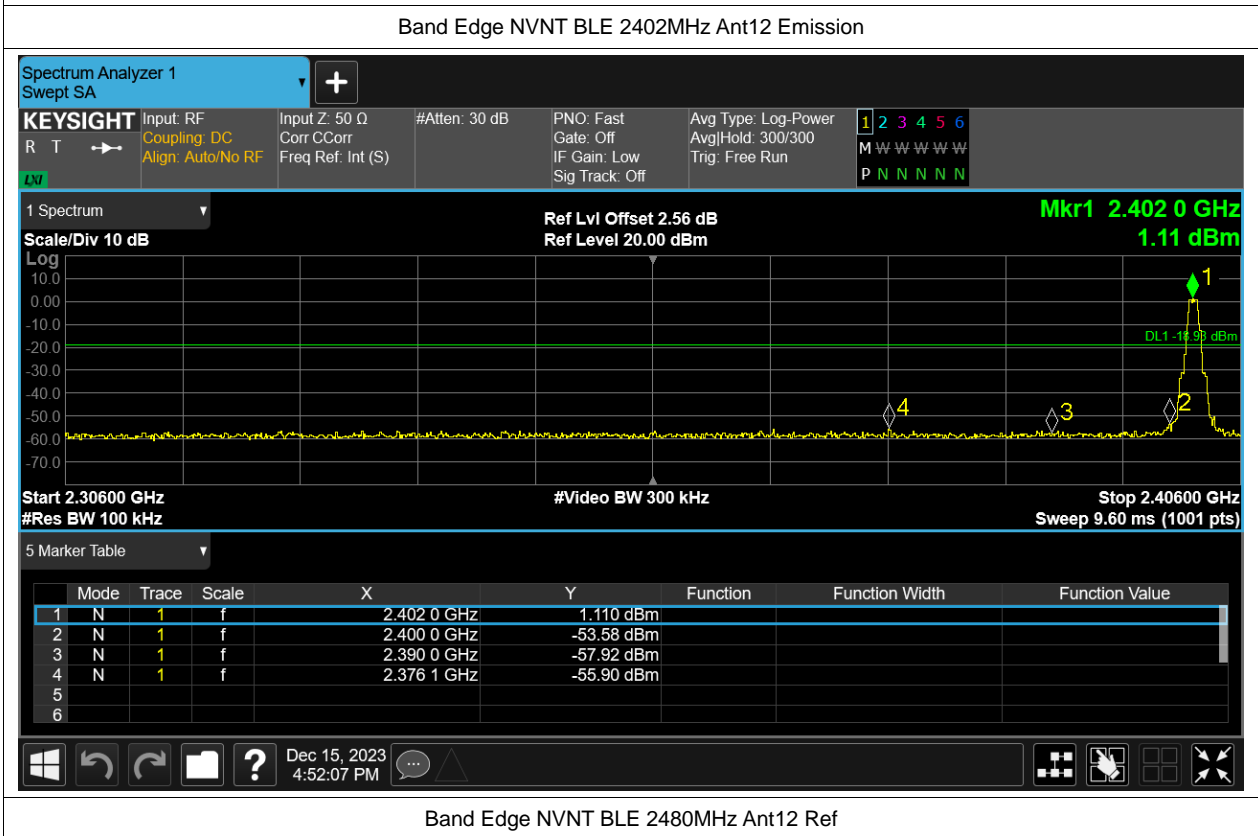 Band Edge NVNT BLE 2402MHz Ant12 Emission
Spectrum Analyzer 1
Swept SA
+
KEYSIGHT
R T
LXI
Input: RF
Coupling: DC
Align: Auto/No RF
Input Z: 50 Ω
Corr CCorr
Freq Ref: Int (S)
#Atten: 30 dB
PNO: Fast
Gate: Off
IF Gain: Low
Sig Track: Off
Avg Type: Log-Power
Avg|Hold: 300/300
Trig: Free Run
1 2 3 4 5 6
M W W W W W
P N N N N N
1 Spectrum
Scale/Div 10 dB
Ref Lvl Offset 2.56 dB
Ref Level 20.00 dBm
Mkr1 2.402 0 GHz
1.11 dBm
Log
10.0
0.00
-10.0
-20.0
-30.0
-40.0
-50.0
-60.0
-70.0
1
DL1 -18.93 dBm
4
3
2
Start 2.30600 GHz
#Res BW 100 kHz
#Video BW 300 kHz
Stop 2.40600 GHz
Sweep 9.60 ms (1001 pts)
5 Marker Table
Mode Trace Scale X Y Function Function Width Function Value
1 N 1 f 2.402 0 GHz 1.110 dBm
2 N 1 f 2.400 0 GHz -53.58 dBm
3 N 1 f 2.390 0 GHz -57.92 dBm
4 N 1 f 2.376 1 GHz -55.90 dBm
5
6
?
Dec 15, 2023
4:52:07 PM
Band Edge NVNT BLE 2480MHz Ant12 Ref